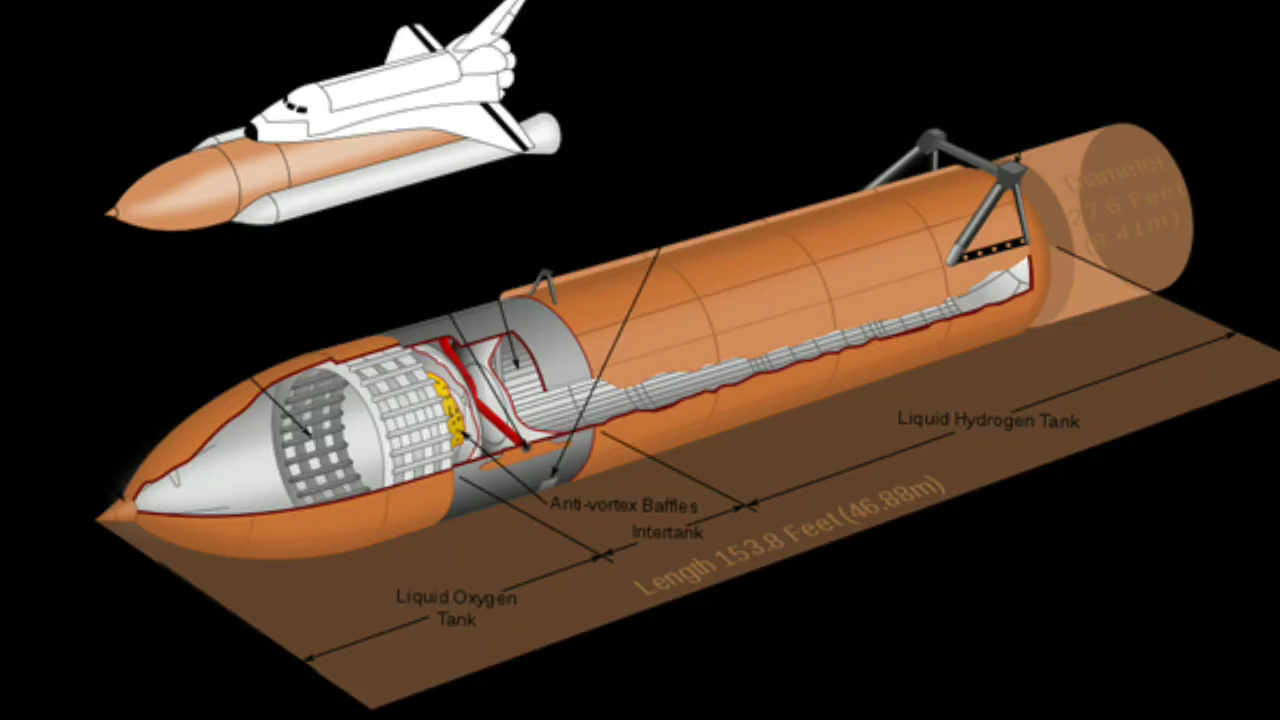 Diameter
27.6 Feet
(8.41m)
Liquid Hydrogen Tank
Anti-vortex Baffles
Intertank
Length 153.8 Feet (46.88m)
Liquid Oxygen
Tank